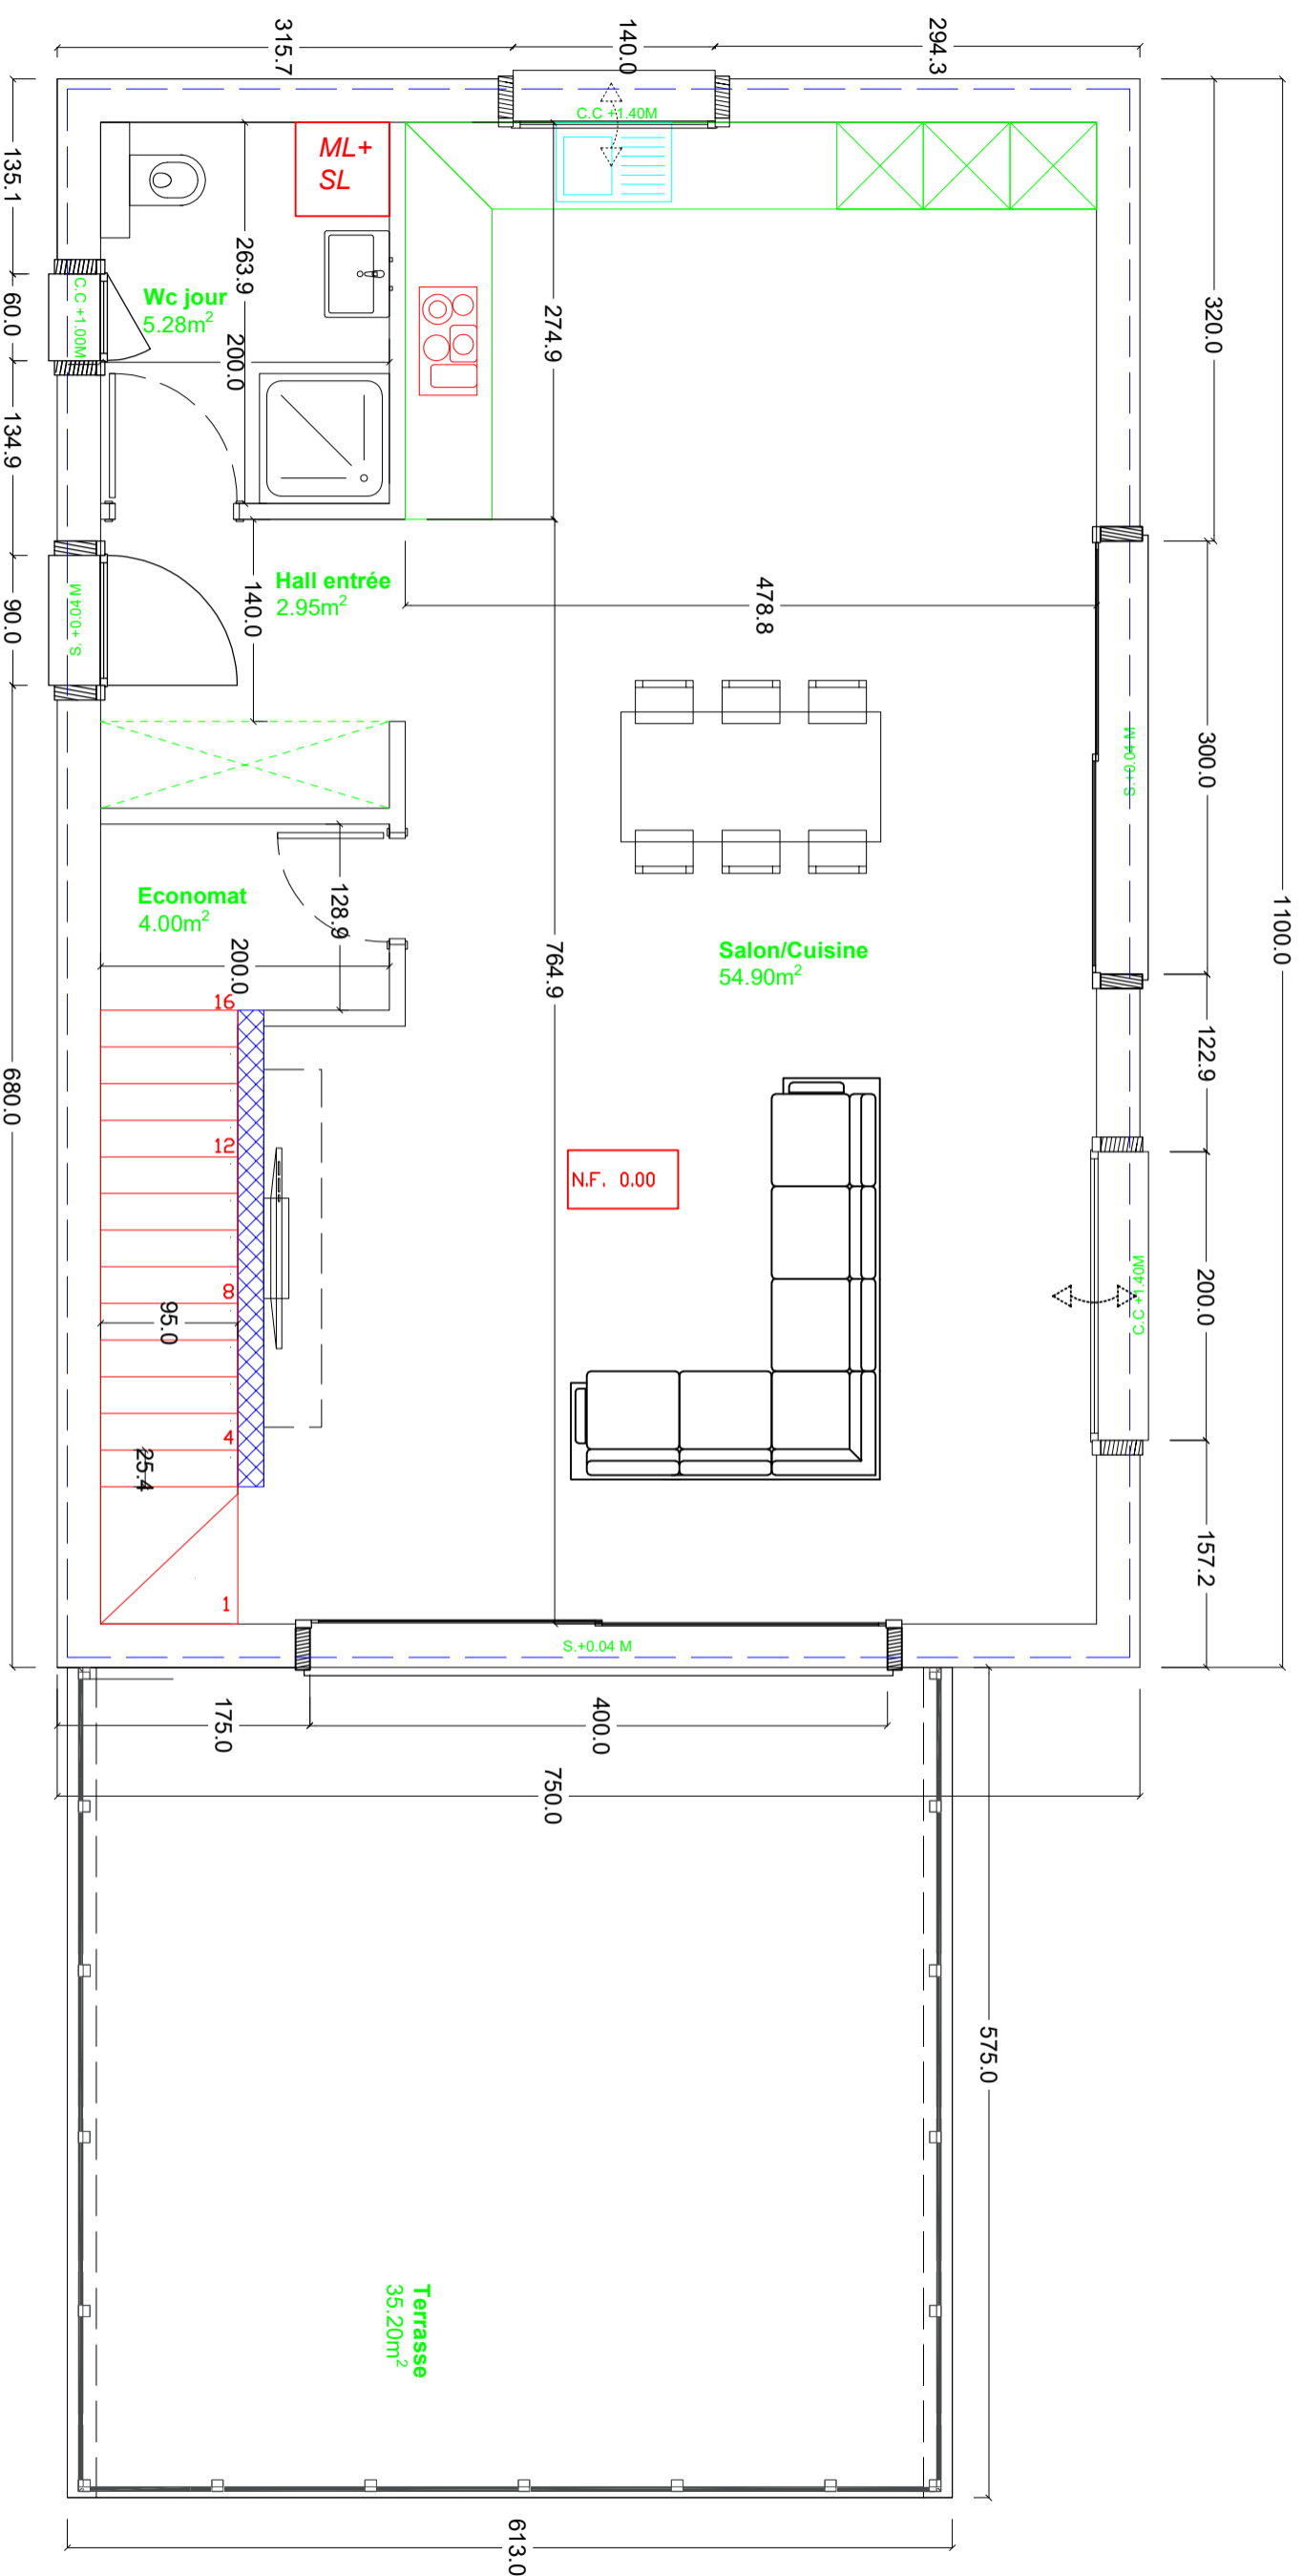 315.7
140.0
294.3
C.C +1.40M
ML+
SL
135.1
60.0
134.9
90.0
680.0
C.C +1.00M
263.9
Wc jour
5.28m²
200.0
274.9
320.0
1100.0
S. +0.04 M
Hall entrée
2.95m²
140.0
478.8
S.+0.04 M
300.0
Economat
4.00m²
128.9
200.0
764.9
Salon/Cuisine
54.90m²
122.9
16
12
8
4
1
95.0
25.4
N.F. 0.00
C.C +1.40M
200.0
157.2
S.+0.04 M
175.0
400.0
750.0
575.0
Terrasse
35.20m²
613.0